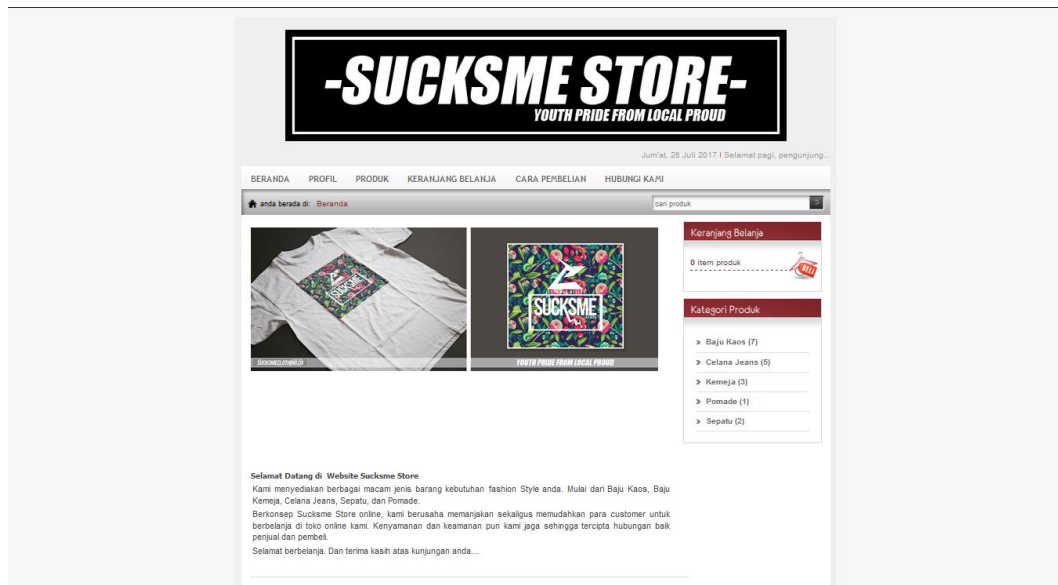 -SUCKSME STORE-
YOUTH PRIDE FROM LOCAL PROUD
Jum'at, 28 Juli 2017 | Selamat pagi, pengunjung...
BERANDA PROFIL PRODUK KERANJANG BELANJA CARA PEMBELIAN HUBUNGI KAMI
anda berada di: Beranda
cari produk
SUCKSME
SUCKSMECLOTHING.CO
SUCKSME
YOUTH PRIDE FROM LOCAL PROUD
Keranjang Belanja
0 item produk
BELI
Kategori Produk
» Baju Kaos (7)
» Celana Jeans (5)
» Kemeja (3)
» Pomade (1)
» Sepatu (2)
Selamat Datang di Website Sucksme Store
Kami menyediakan berbagai macam jenis barang kebutuhan fashion Style anda. Mulai dari Baju Kaos, Baju
Kemeja, Celana Jeans, Sepatu, dan Pomade.
Berkonsep Sucksme Store online, kami berusaha memanjakan sekaligus memudahkan para customer untuk
berbelanja di toko online kami. Kenyamanan dan keamanan pun kami jaga sehingga tercipta hubungan baik
penjual dan pembeli.
Selamat berbelanja. Dan terima kasih atas kunjungan anda...